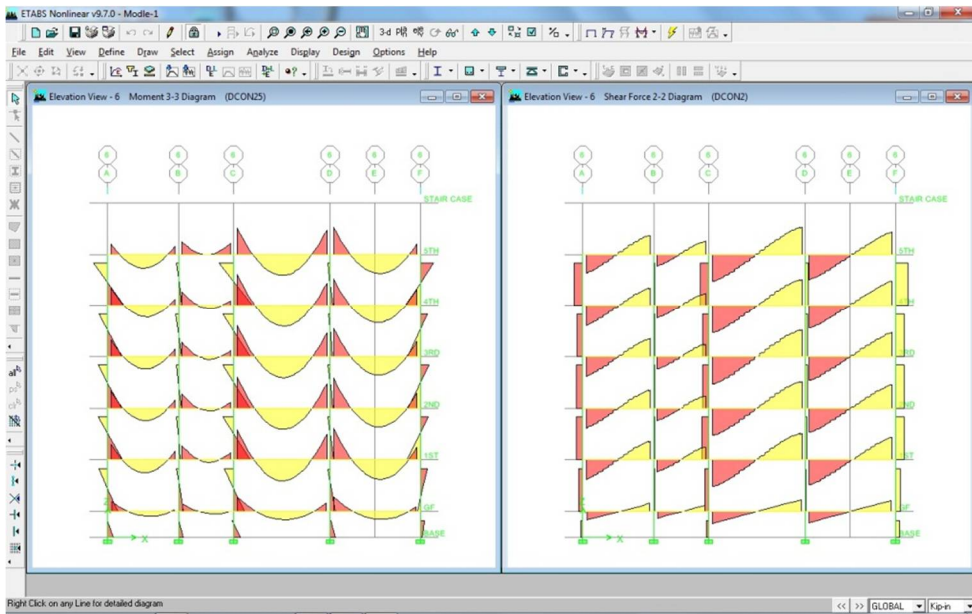 ETABS Nonlinear v9.7.0 - Modle-1
3-d
File Edit View Define Draw Select Assign Analyze Display Design Options Help
Elevation View - 6 Moment 3-3 Diagram (DCON25)
6 6 6 6 6 6
A B C D E F
STAIR CASE
5TH
4TH
3RD
2ND
1ST
GF
BASE
X
Elevation View - 6 Shear Force 2-2 Diagram (DCON2)
6 6 6 6 6 6
A B C D E F
STAIR CASE
5TH
4TH
3RD
2ND
1ST
GF
BASE
X
Right Click on any Line for detailed diagram
<< >> GLOBAL Kip-in